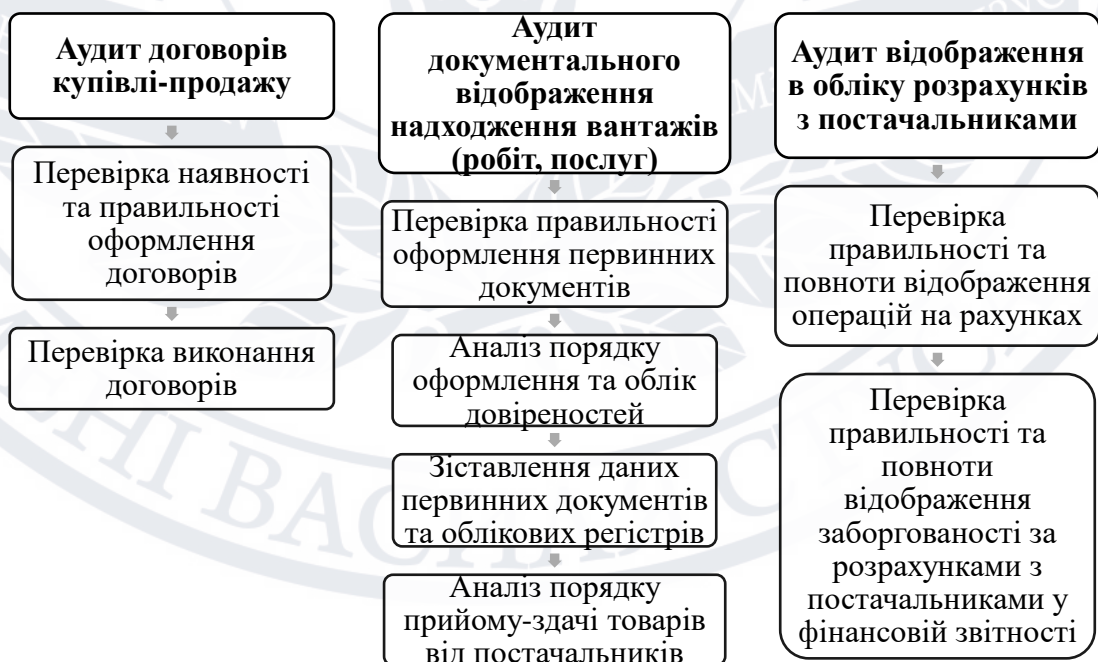 Аудит договорів
купівлі-продажу
Перевірка наявності
та правильності
оформлення
договорів
Перевірка виконання
договорів
Аудит
документального
відображення
надходження вантажів
(робіт, послуг)
Перевірка правильності
оформлення первинних
документів
Аналіз порядку
оформлення та облік
довіреностей
Зіставлення даних
первинних документів
та облікових регістрів
Аналіз порядку
прийому-здачі товарів
від постачальників
Аудит відображення
в обліку розрахунків
з постачальниками
Перевірка
правильності та
повноти відображення
операцій на рахунках
Перевірка
правильності та
повноти
відображення
заборгованості за
розрахунками з
постачальниками у
фінансовій звітності